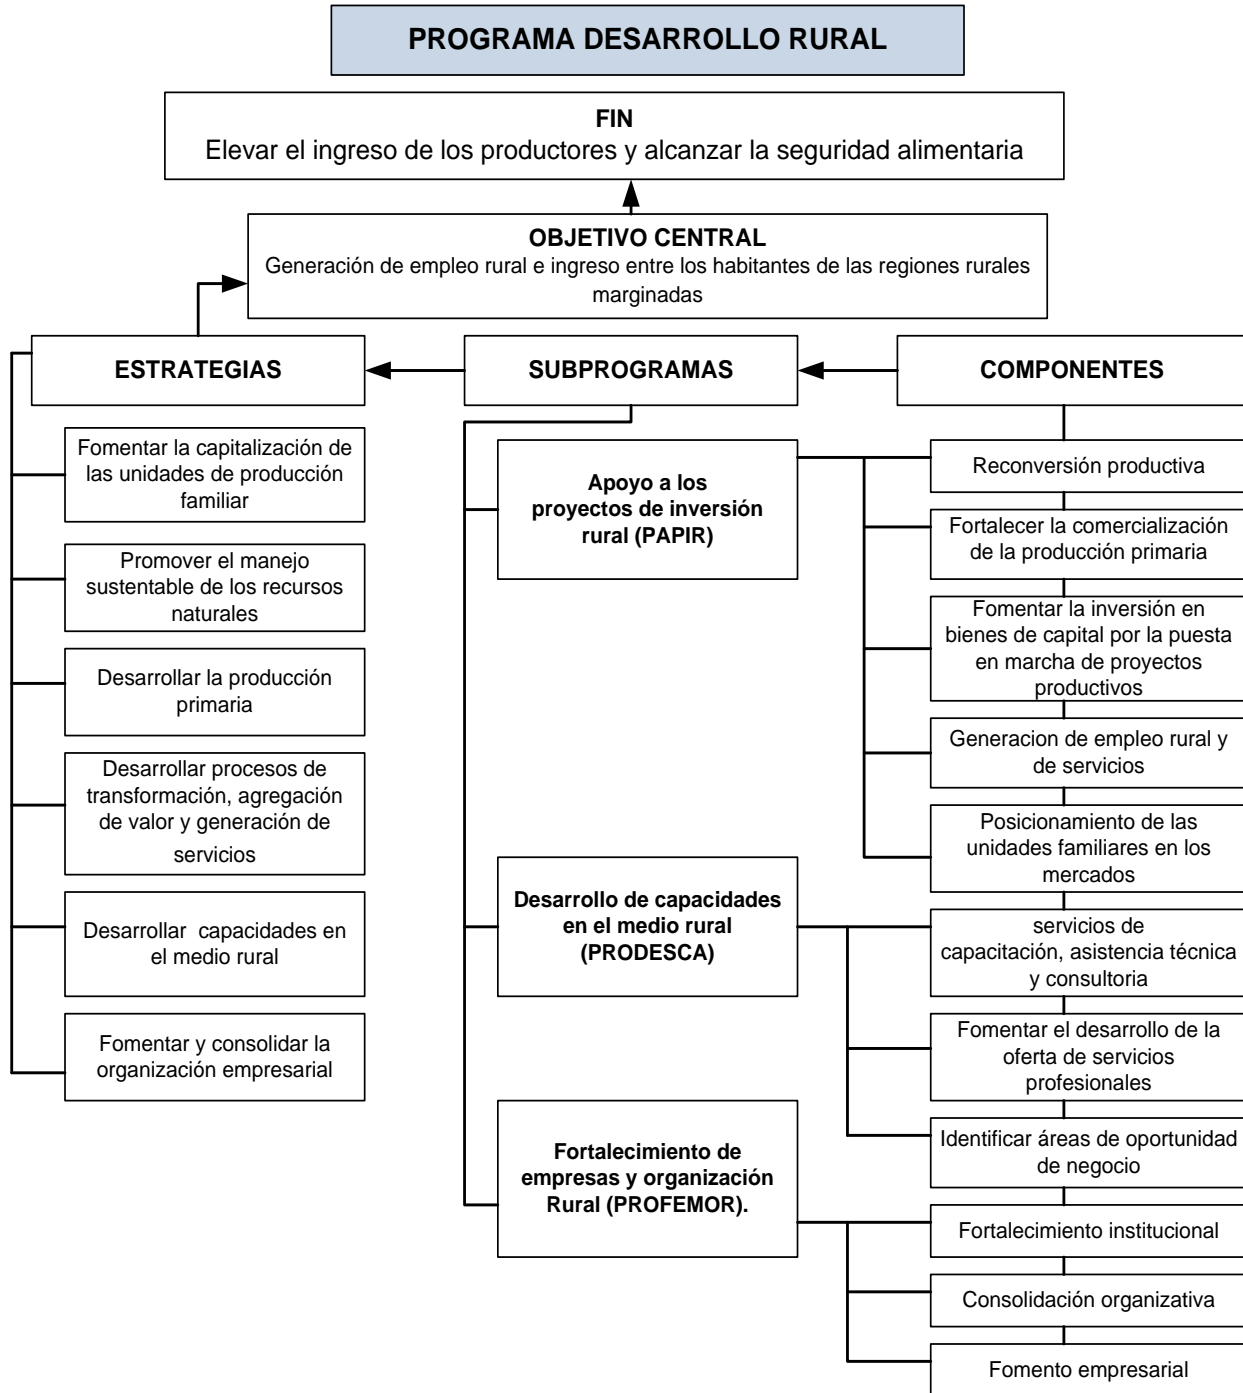 PROGRAMA DESARROLLO RURAL
FIN
Elevar el ingreso de los productores y alcanzar la seguridad alimentaria
OBJETIVO CENTRAL
Generación de empleo rural e ingreso entre los habitantes de las regiones rurales
marginadas
ESTRATEGIAS
Fomentar la capitalización de
las unidades de producción
familiar
Promover el manejo
sustentable de los recursos
naturales
Desarrollar la producción
primaria
Desarrollar procesos de
transformación, agregación
de valor y generación de
servicios
Desarrollar capacidades en
el medio rural
Fomentar y consolidar la
organización empresarial
SUBPROGRAMAS
Apoyo a los
proyectos de inversión
rural (PAPIR)
Desarrollo de capacidades
en el medio rural
(PRODESCA)
Fortalecimiento de
empresas y organización
Rural (PROFEMOR).
COMPONENTES
Reconversión productiva
Fortalecer la comercialización
de la producción primaria
Fomentar la inversión en
bienes de capital por la puesta
en marcha de proyectos
productivos
Generacion de empleo rural y
de servicios
Posicionamiento de las
unidades familiares en los
mercados
servicios de
capacitación, asistencia técnica
y consultoria
Fomentar el desarrollo de la
oferta de servicios
profesionales
Identificar áreas de oportunidad
de negocio
Fortalecimiento institucional
Consolidación organizativa
Fomento empresarial